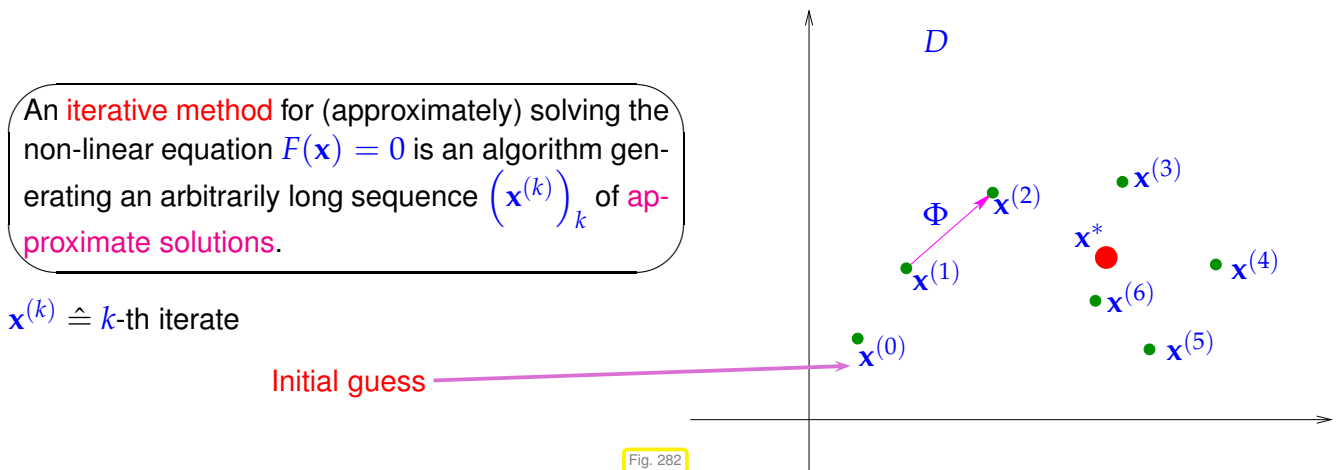 An iterative method for (approximately) solving the
non-linear equation F(𝐱) = 0 is an algorithm gen-
erating an arbitrarily long sequence (𝐱^(k))_k of ap-
proximate solutions.
𝐱^(k) ≙ k-th iterate
Initial guess
D
𝐱^(3)
Φ
𝐱^(2)
𝐱*
𝐱^(1)
𝐱^(4)
𝐱^(6)
𝐱^(0)
𝐱^(5)
Fig. 282